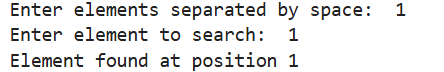 Enter elements separated by space:  1
Enter element to search:  1
Element found at position 1